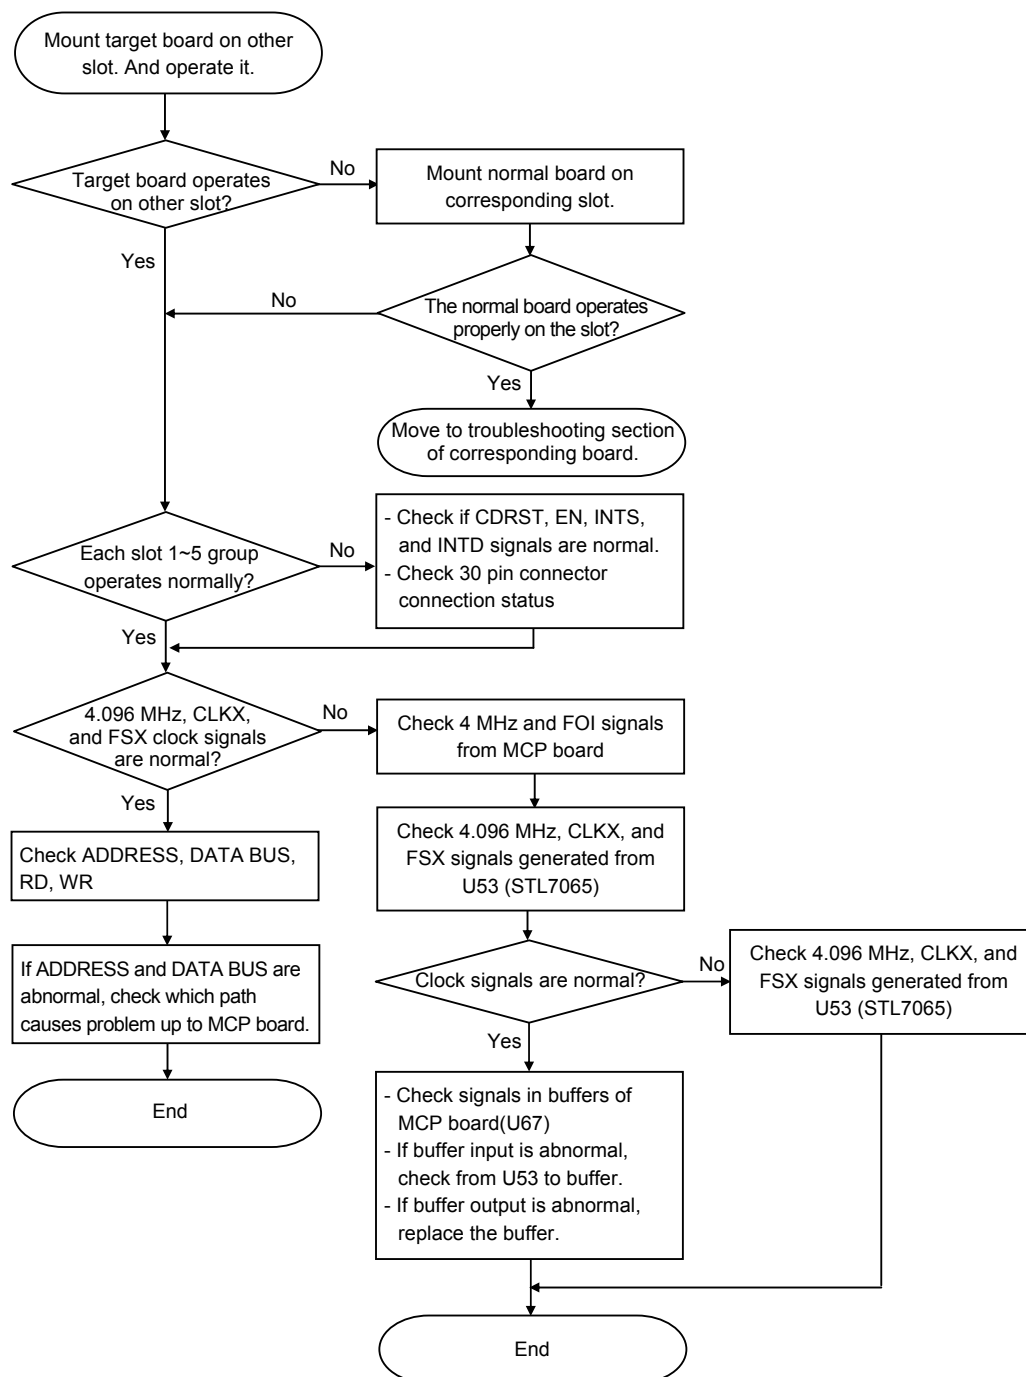 Mount target board on other
slot. And operate it.
Target board operates
on other slot?
No
Mount normal board on
corresponding slot.
Yes
No
The normal board operates
properly on the slot?
Yes
Move to troubleshooting section
of corresponding board.
Each slot 1~5 group
operates normally?
No
- Check if CDRST, EN, INTS,
and INTD signals are normal.
- Check 30 pin connector
connection status
Yes
4.096 MHz, CLKX,
and FSX clock signals
are normal?
No
Check 4 MHz and FOI signals
from MCP board
Yes
Check ADDRESS, DATA BUS,
RD, WR
Check 4.096 MHz, CLKX, and
FSX signals generated from
U53 (STL7065)
If ADDRESS and DATA BUS are
abnormal, check which path
causes problem up to MCP board.
Clock signals are normal?
No
Check 4.096 MHz, CLKX, and
FSX signals generated from
U53 (STL7065)
End
Yes
- Check signals in buffers of
MCP board(U67)
- If buffer input is abnormal,
check from U53 to buffer.
- If buffer output is abnormal,
replace the buffer.
End